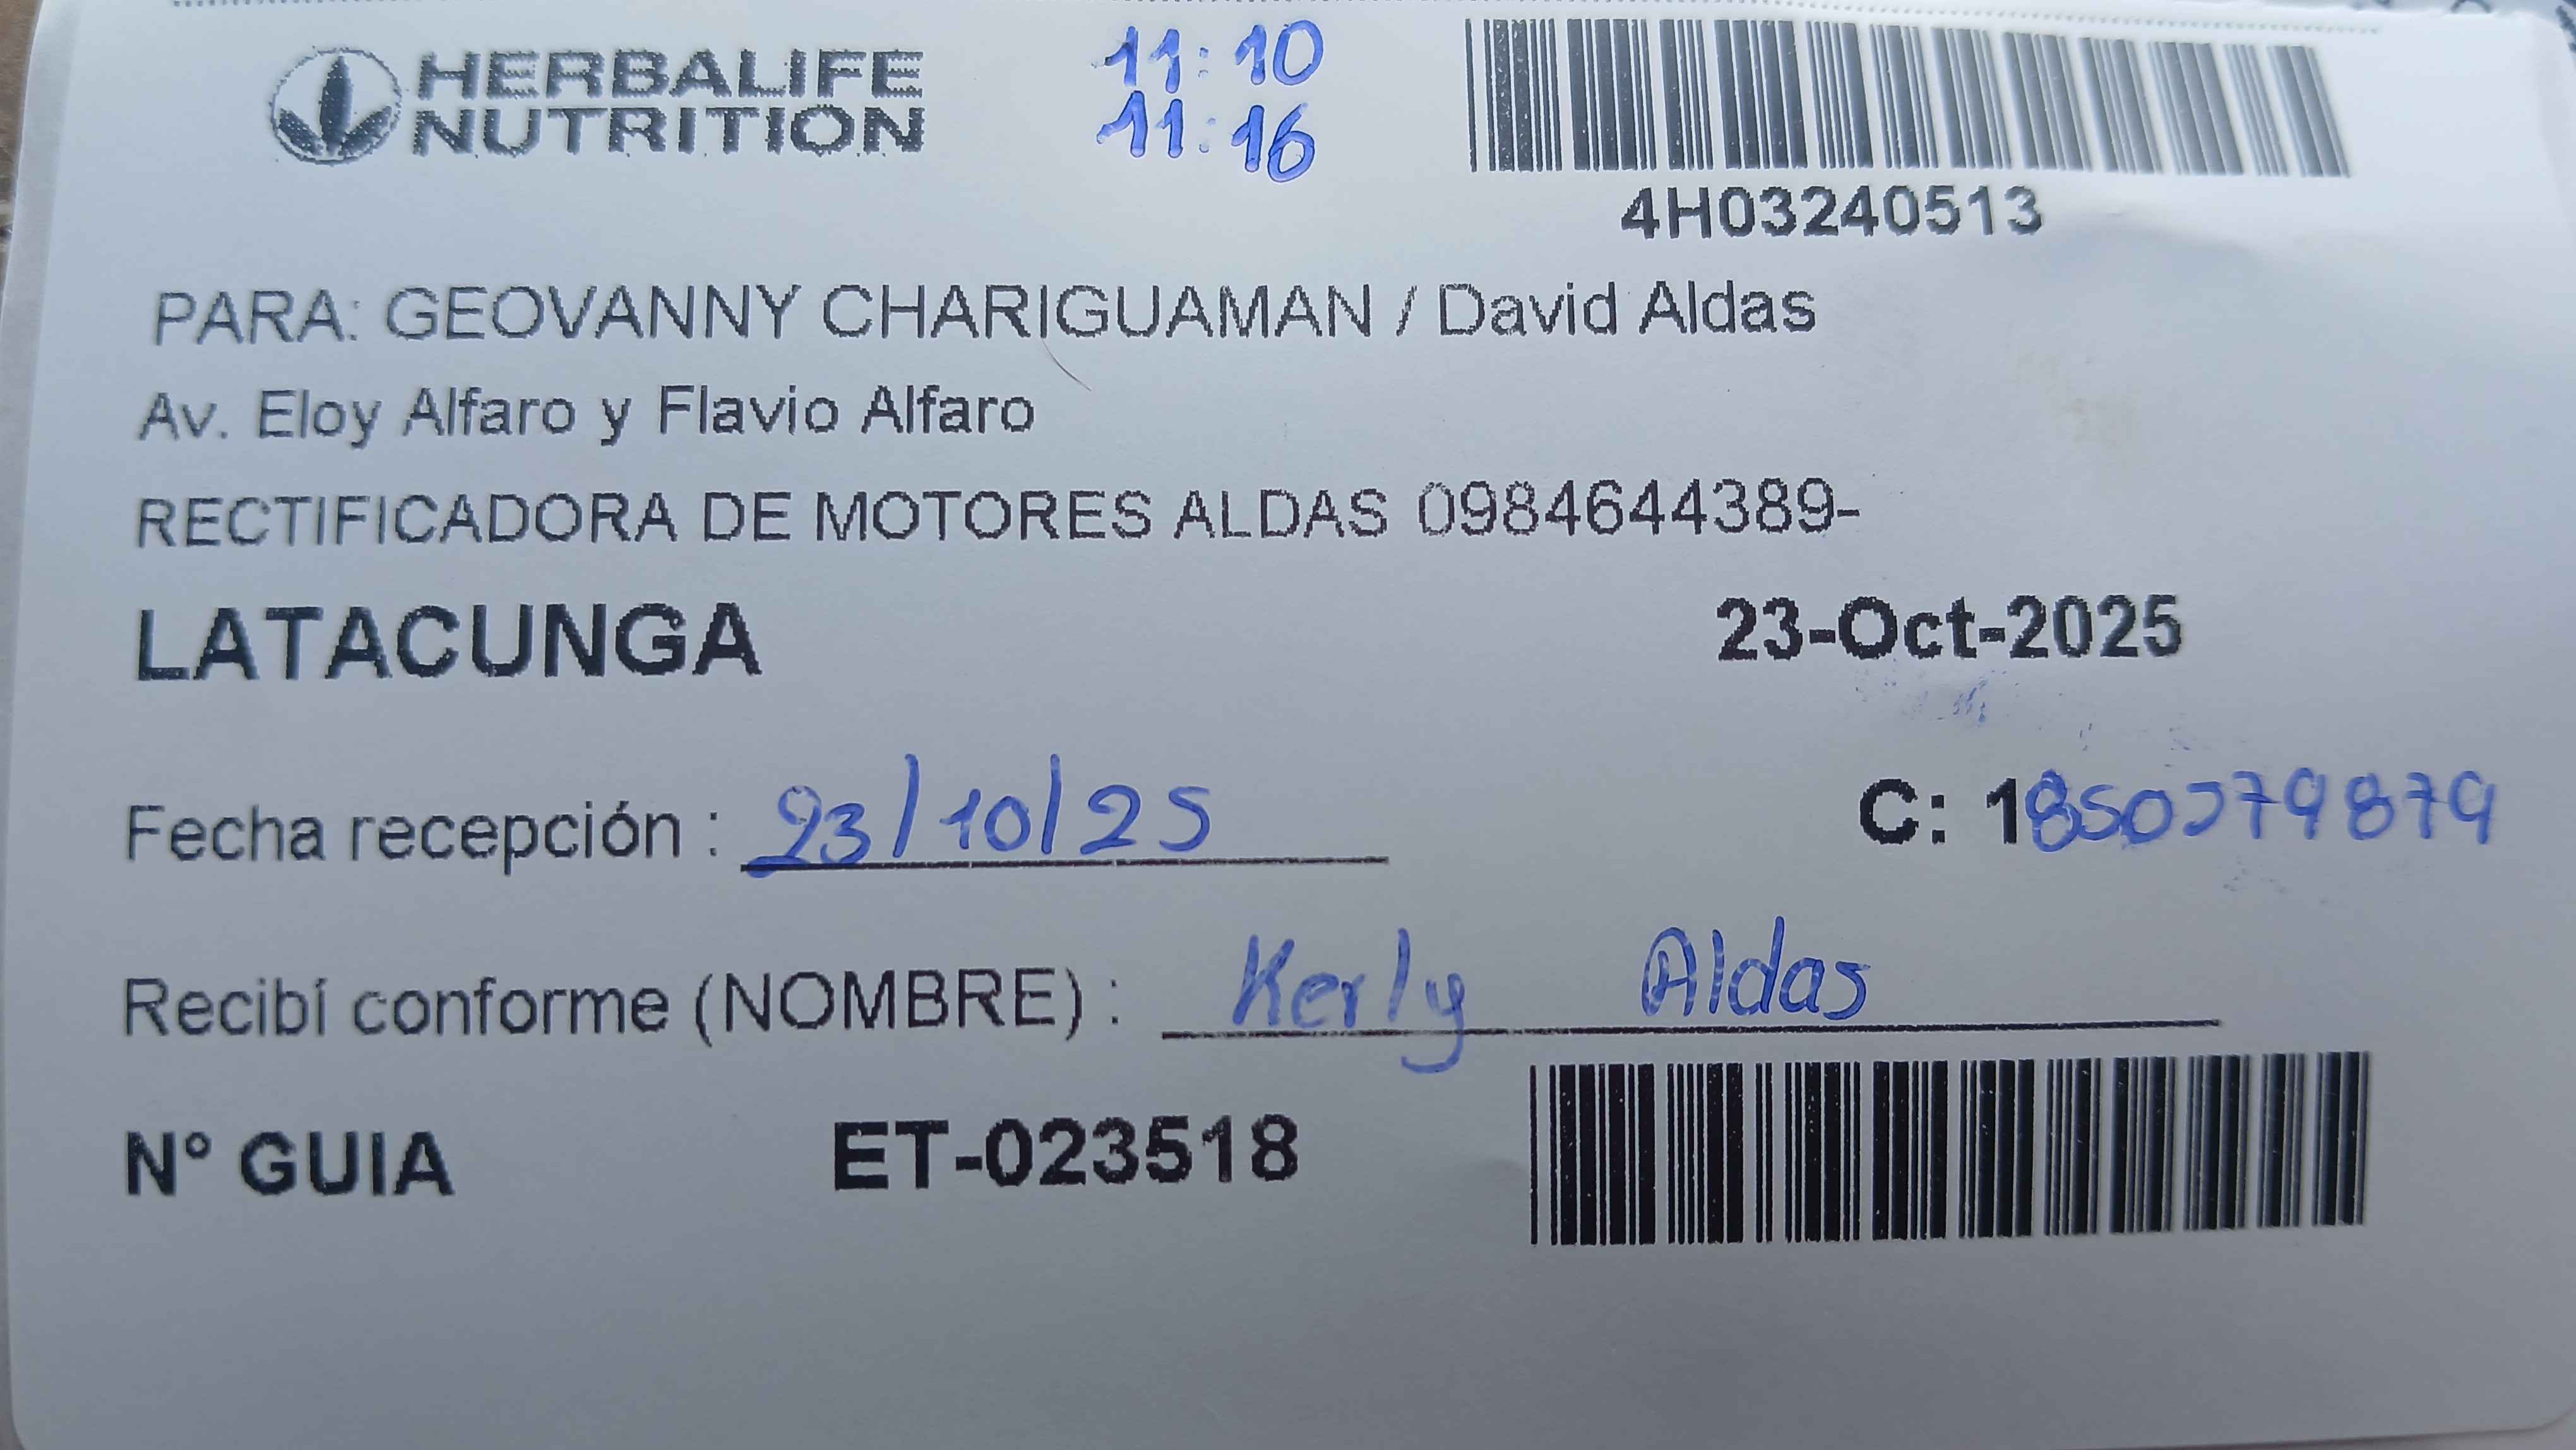 HERBALIFE
NUTRITION
11:10
11:16
4H03240513
PARA: GEOVANNY CHARIGUAMAN / David Aldas
Av. Eloy Alfaro y Flavio Alfaro
RECTIFICADORA DE MOTORES ALDAS 0984644389-
LATACUNGA
23-Oct-2025
Fecha recepción : 23/10/25
C: 1
Recibí conforme (NOMBRE) : Kerly Aldas
Nº GUIA ET-023518